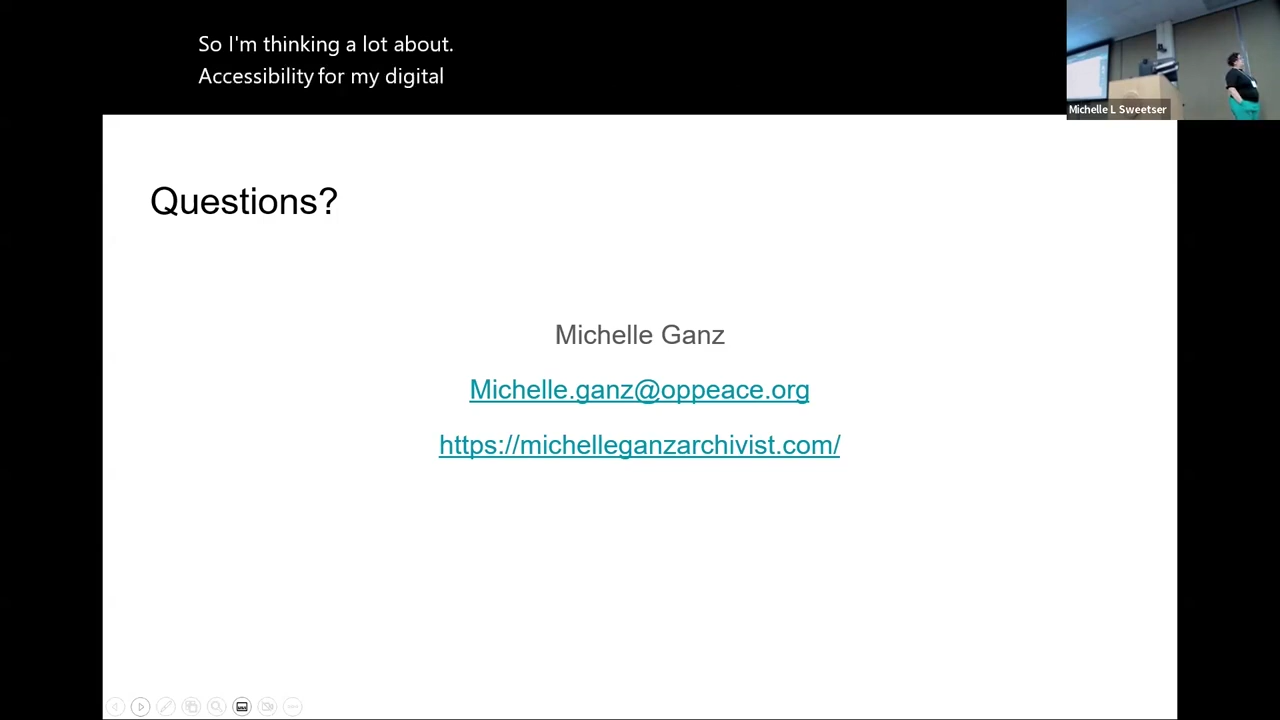 So I'm thinking a lot about.
Accessibility for my digital
Michelle L Sweetser
Questions?
Michelle Ganz
Michelle.ganz@oppeace.org
https://michelleganzarchivist.com/